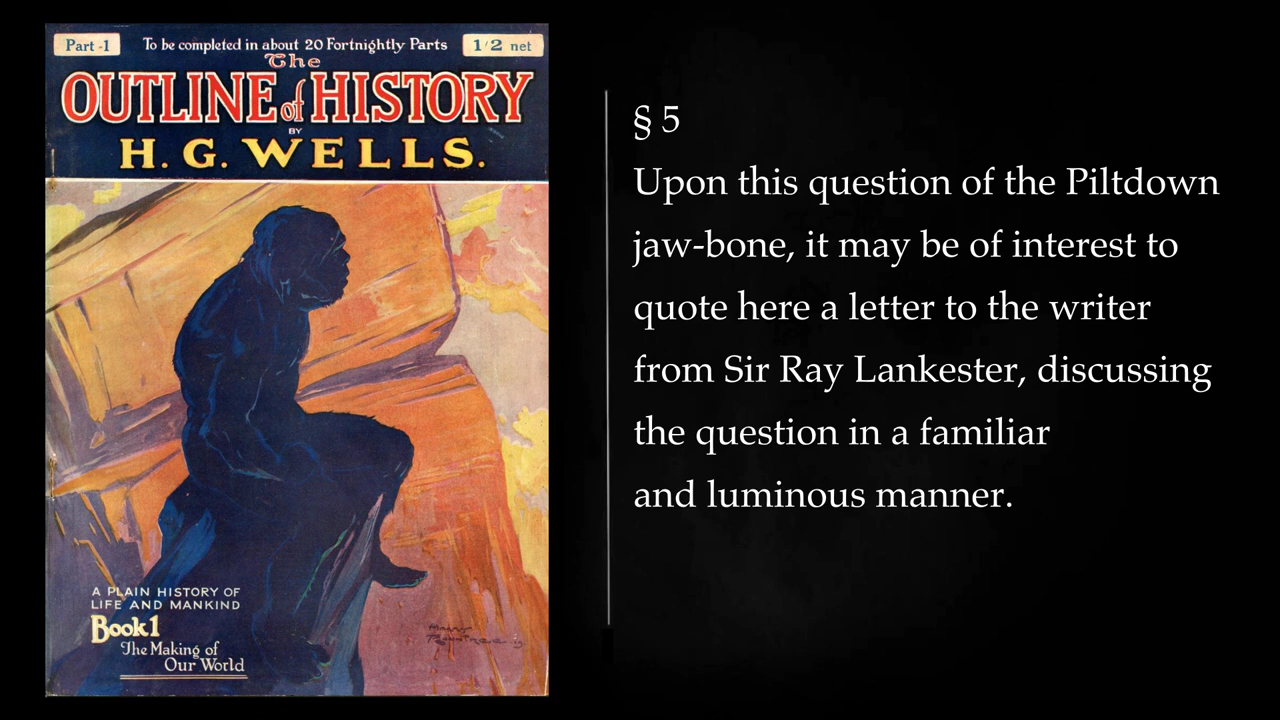 Part -1
To be completed in about 20 Fortnightly Parts
1/2 net
The
OUTLINE of HISTORY
BY
H. G. WELLS.
A PLAIN HISTORY OF
LIFE AND MANKIND
Book 1
The Making of
Our World
§ 5
Upon this question of the Piltdown
jaw-bone, it may be of interest to
quote here a letter to the writer
from Sir Ray Lankester, discussing
the question in a familiar
and luminous manner.